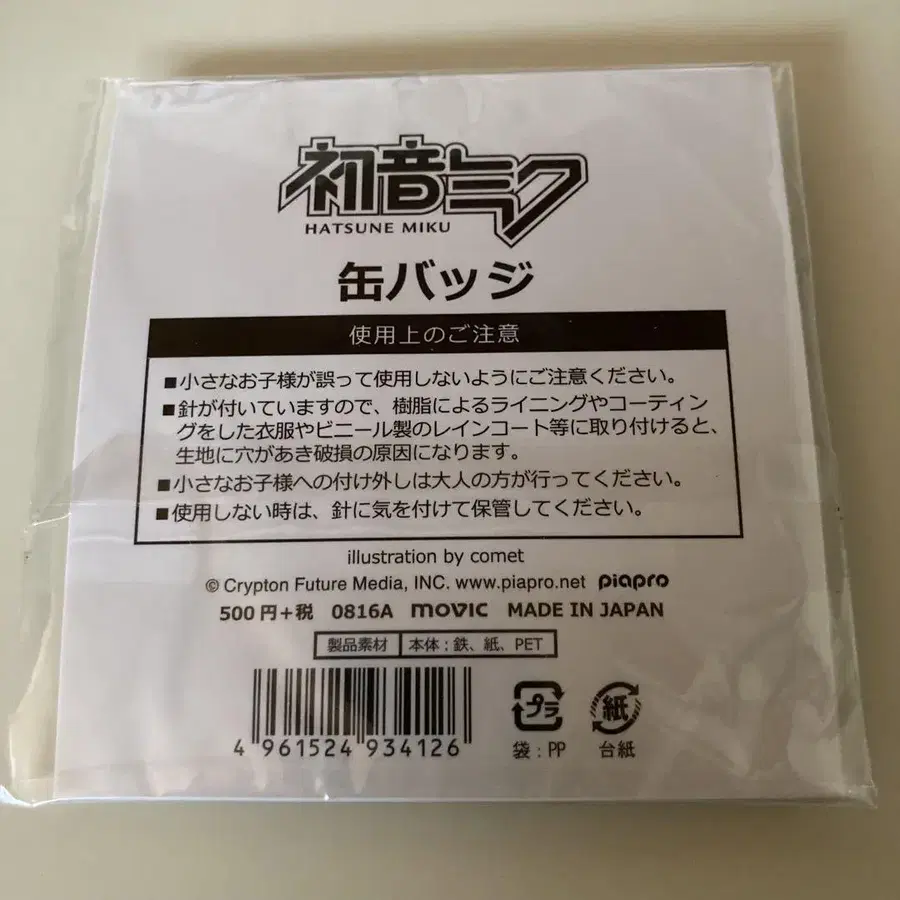 初音ミク
HATSUNE MIKU
缶バッジ
使用上のご注意
■小さなお子様が誤って使用しないようにご注意ください。
■針が付いていますので、樹脂によるライニングやコーティン
グをした衣服やビニール製のレインコート等に取り付けると、
生地に穴があき破損の原因になります。
■小さなお子様への付け外しは大人の方が行ってください。
■使用しない時は、針に気を付けて保管してください。
illustration by comet
© Crypton Future Media, INC. www.piapro.net piapro
500円+税 0816A movic MADE IN JAPAN
製品素材 本体:鉄、紙、PET
4 961524 934126
プラ 紙
袋:PP 台紙